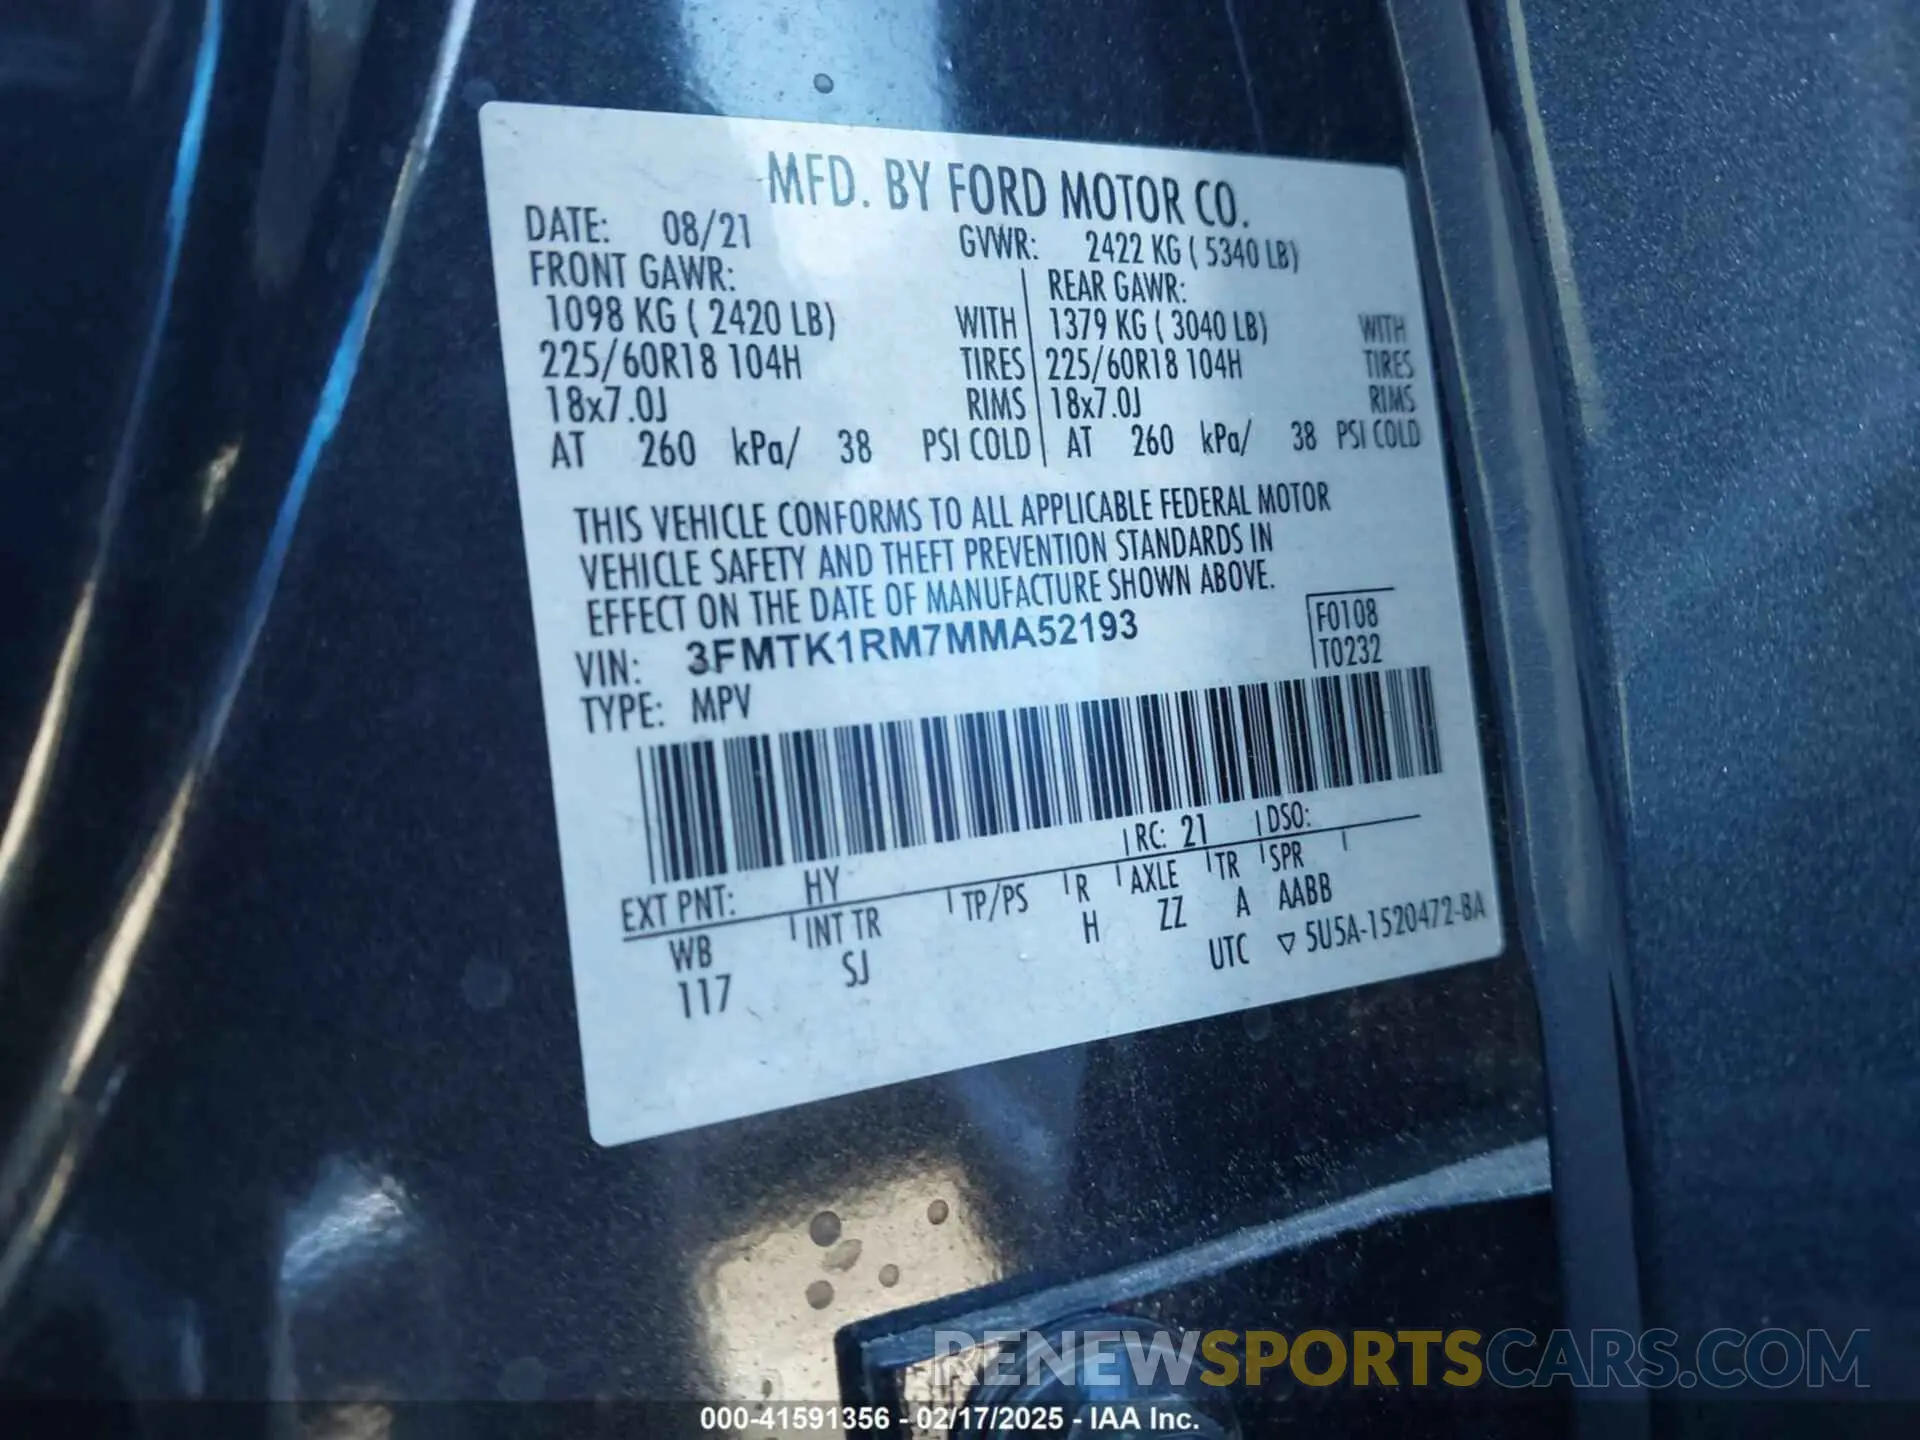 MFD. BY FORD MOTOR CO.
DATE: 08/21 GVWR: 2422 KG ( 5340 LB)
FRONT GAWR: REAR GAWR:
1098 KG ( 2420 LB) WITH 1379 KG ( 3040 LB) WITH
225/60R18 104H TIRES 225/60R18 104H TIRES
18x7.0J RIMS 18x7.0J RIMS
AT 260 kPa/ 38 PSI COLD AT 260 kPa/ 38 PSI COLD
THIS VEHICLE CONFORMS TO ALL APPLICABLE FEDERAL MOTOR
VEHICLE SAFETY AND THEFT PREVENTION STANDARDS IN
EFFECT ON THE DATE OF MANUFACTURE SHOWN ABOVE.
VIN: 3FMTK1RM7MMA52193 F0108
TYPE: MPV T0232
EXT PNT: HY RC: 21 DSO:
WB INT TR TP/PS R AXLE TR SPR
117 SJ H ZZ A AABB
UTC ▽ 5U5A-1520472-BA
RENEWSPORTSCARS.COM
000-41591356 - 02/17/2025 - IAA Inc.